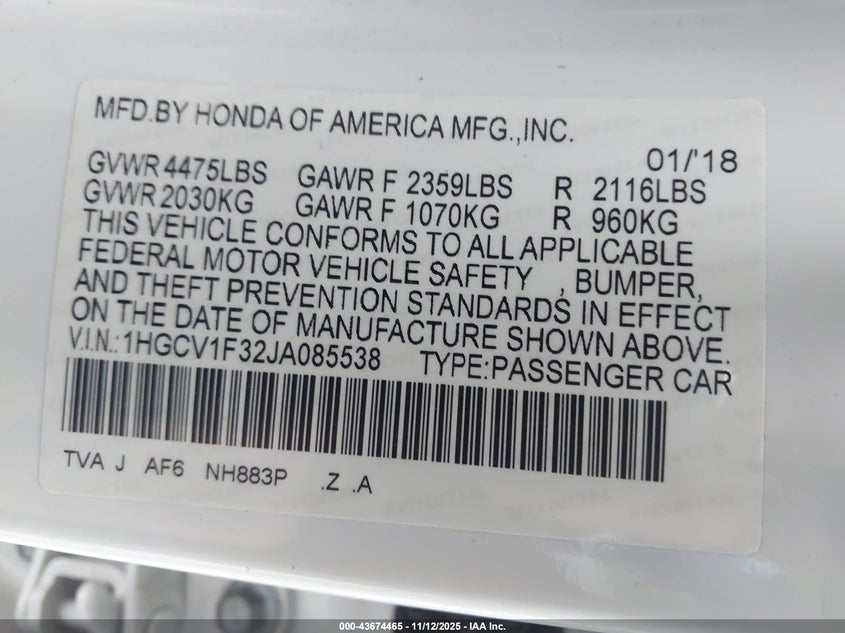 MFD.BY HONDA OF AMERICA MFG.,INC.
01/'18
GVWR 4475LBS GAWR F 2359LBS R 2116LBS
GVWR 2030KG GAWR F 1070KG R 960KG
THIS VEHICLE CONFORMS TO ALL APPLICABLE
FEDERAL MOTOR VEHICLE SAFETY , BUMPER,
AND THEFT PREVENTION STANDARDS IN EFFECT
ON THE DATE OF MANUFACTURE SHOWN ABOVE.
V.I.N.:1HGCV1F32JA085538 TYPE:PASSENGER CAR
TVA J AF6 NH883P .Z .A
000-43674465 - 11/12/2025 - IAA Inc.